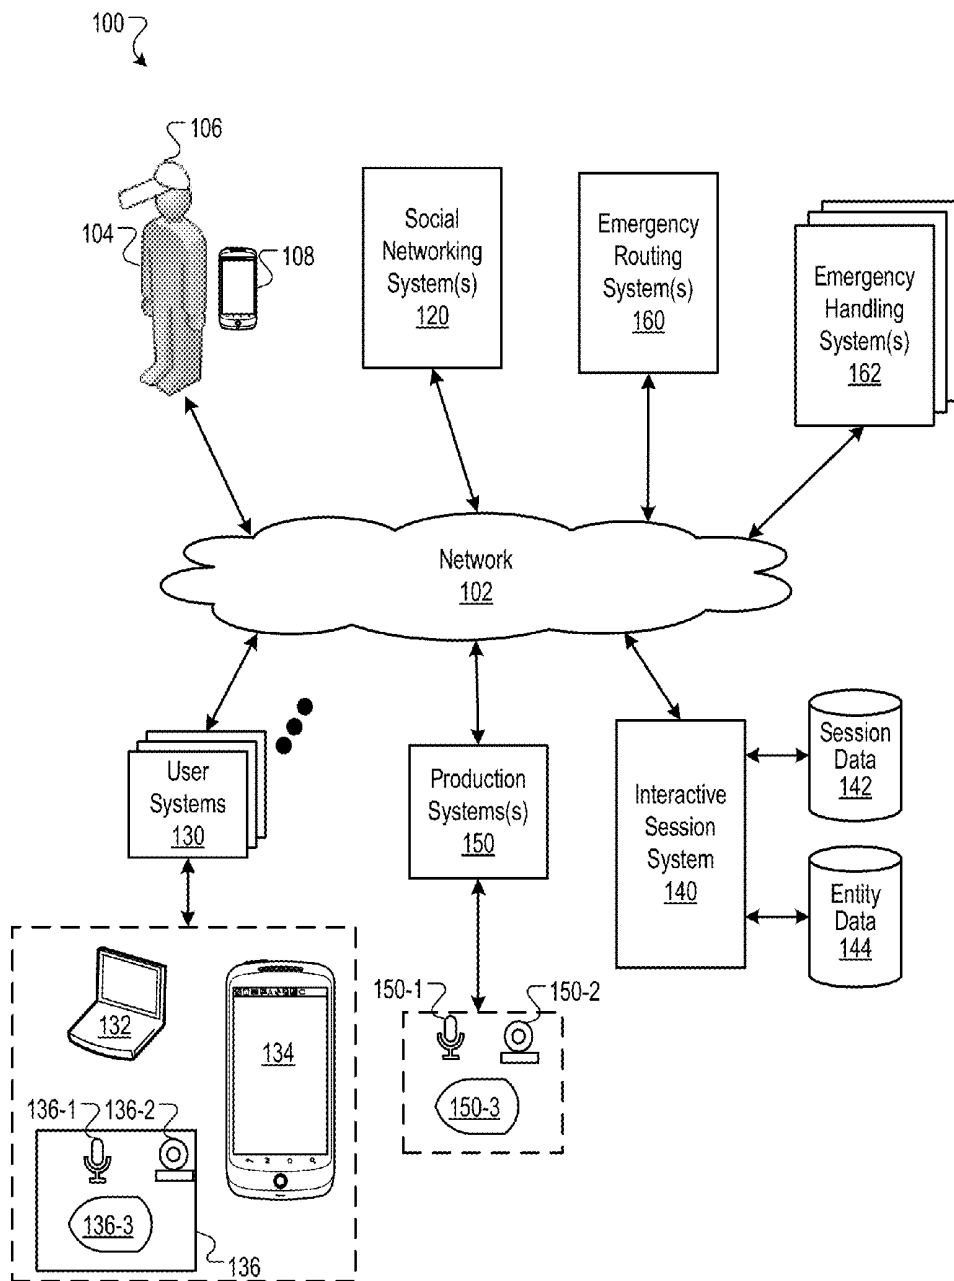 100
106
104
108
Social
Networking
System(s)
120
Emergency
Routing
System(s)
160
Emergency
Handling
System(s)
162
Network
102
User
Systems
130
Production
Systems(s)
150
Interactive
Session
System
140
Session
Data
142
Entity
Data
144
132
134
136-1 136-2
136-3
136
150-1
150-2
150-3